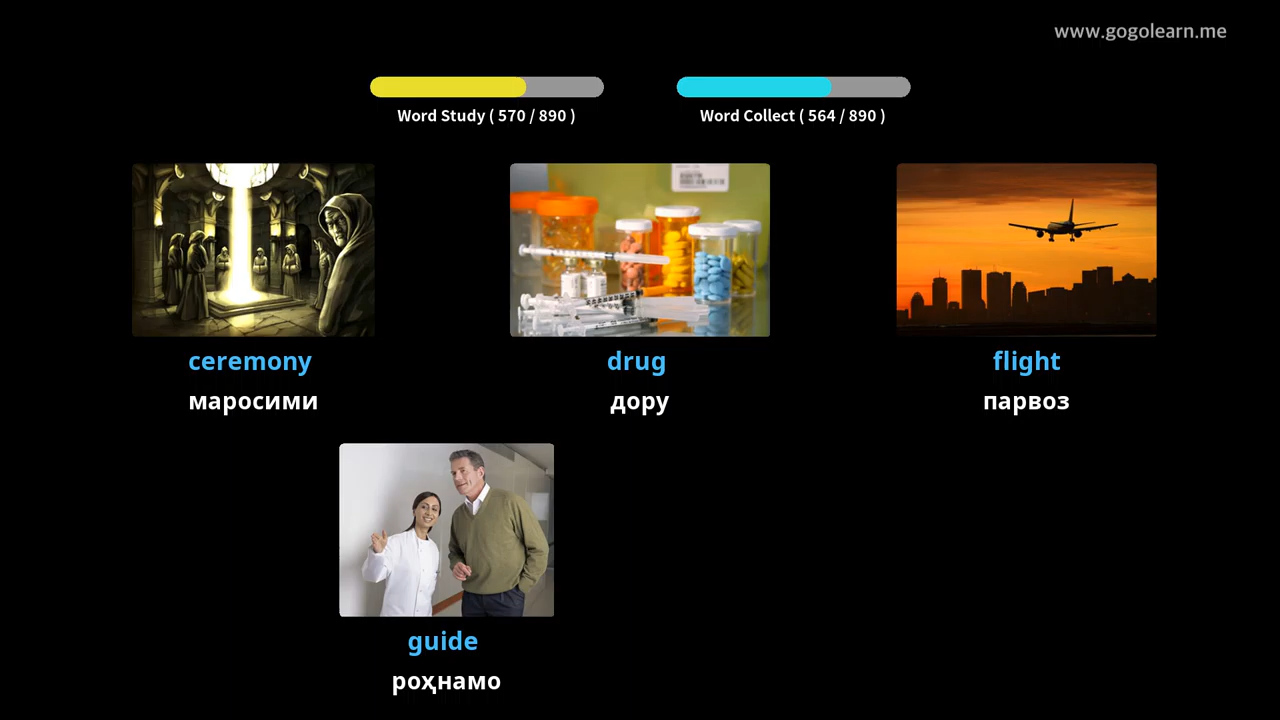 www.gogolearn.me
Word Study ( 570 / 890 )
Word Collect ( 564 / 890 )
ceremony
маросими
drug
дору
flight
парвоз
guide
роҳнамо